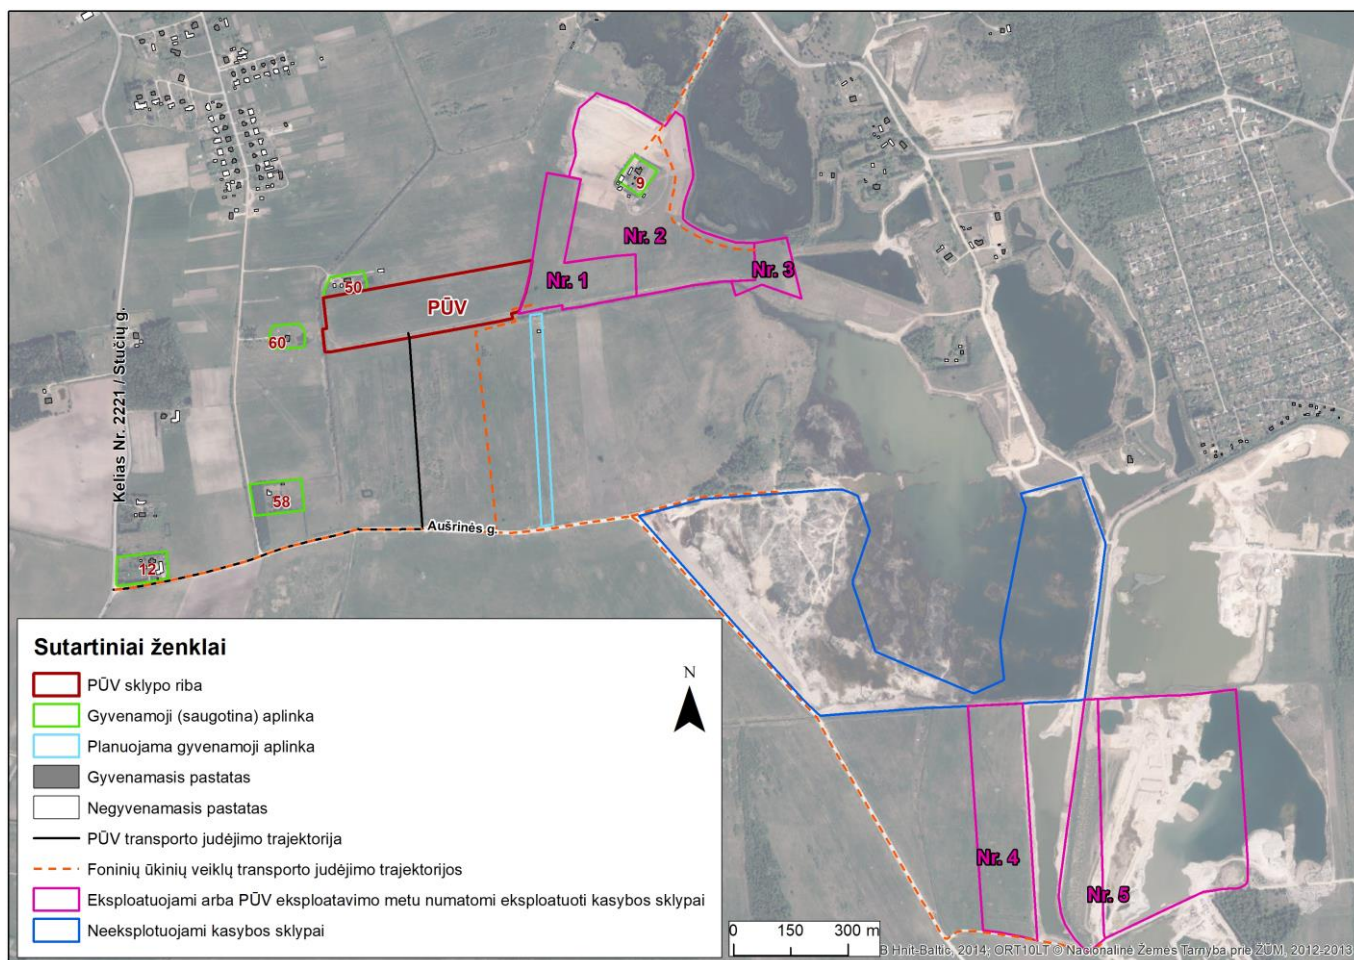 9
Nr. 2
Nr. 3
Nr. 1
50
PŪV
60
Kelias Nr. 2221 / Stučių g.
58
Aušrinės g.
12
Nr. 4
Nr. 5
Sutartiniai ženklai
PŪV sklypo riba
Gyvenamoji (saugotina) aplinka
Planuojama gyvenamoji aplinka
Gyvenamasis pastatas
Negyvenamasis pastatas
PŪV transporto judėjimo trajektorija
Foninių ūkinių veiklų transporto judėjimo trajektorijos
Eksploatuojami arba PŪV eksploatavimo metu numatomi eksploatuoti kasybos sklypai
Neeksplotuojami kasybos sklypai
N
0 150 300 m
B Hnit-Baltic, 2014; ORT10LT © Nacionalinė Žemės Tarnyba prie ŽŪM, 2012-2013